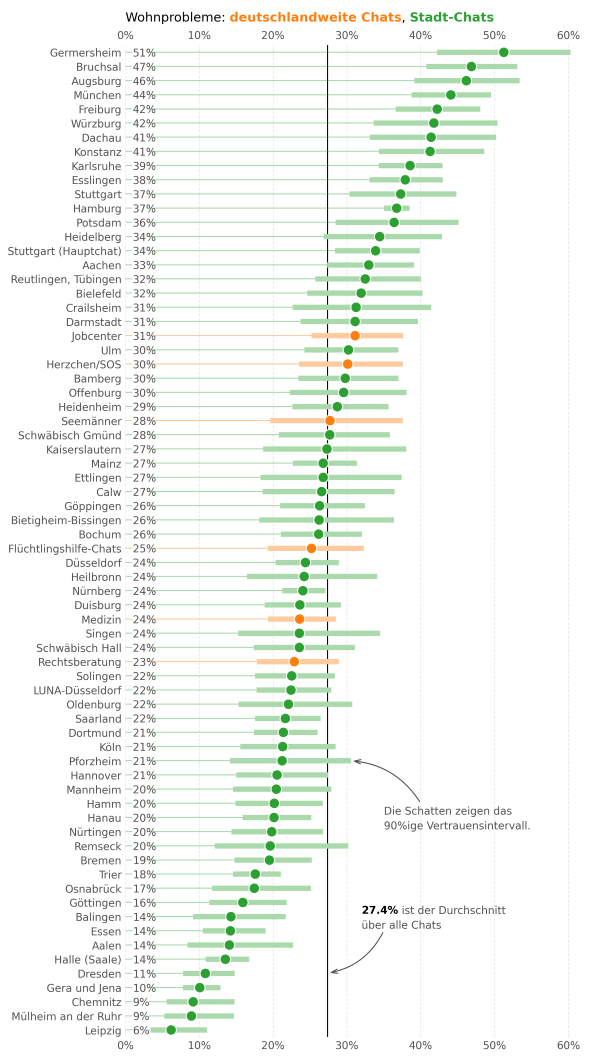 Wohnprobleme: deutschlandweite Chats, Stadt-Chats
0% 10% 20% 30% 40% 50% 60%
Germersheim 51%
Bruchsal 47%
Augsburg 46%
München 44%
Freiburg 42%
Würzburg 42%
Dachau 41%
Konstanz 41%
Karlsruhe 39%
Esslingen 38%
Stuttgart 37%
Hamburg 37%
Potsdam 36%
Heidelberg 34%
Stuttgart (Hauptchat) 34%
Aachen 33%
Reutlingen, Tübingen 32%
Bielefeld 32%
Crailsheim 31%
Darmstadt 31%
Jobcenter 31%
Ulm 30%
Herzchen/SOS 30%
Bamberg 30%
Offenburg 30%
Heidenheim 29%
Seemänner 28%
Schwäbisch Gmünd 28%
Kaiserslautern 27%
Mainz 27%
Ettlingen 27%
Calw 27%
Göppingen 26%
Bietigheim-Bissingen 26%
Bochum 26%
Flüchtlingshilfe-Chats 25%
Düsseldorf 24%
Heilbronn 24%
Nürnberg 24%
Duisburg 24%
Medizin 24%
Singen 24%
Schwäbisch Hall 24%
Rechtsberatung 23%
Solingen 22%
LUNA-Düsseldorf 22%
Oldenburg 22%
Saarland 22%
Dortmund 21%
Köln 21%
Pforzheim 21%
Hannover 21%
Mannheim 20%
Hamm 20%
Hanau 20%
Nürtingen 20%
Remseck 20%
Bremen 19%
Trier 18%
Osnabrück 17%
Göttingen 16%
Balingen 14%
Essen 14%
Aalen 14%
Halle (Saale) 14%
Dresden 11%
Gera und Jena 10%
Chemnitz 9%
Mülheim an der Ruhr 9%
Leipzig 6%
Die Schatten zeigen das
90%ige Vertrauensintervall.
27.4% ist der Durchschnitt
über alle Chats
0% 10% 20% 30% 40% 50% 60%